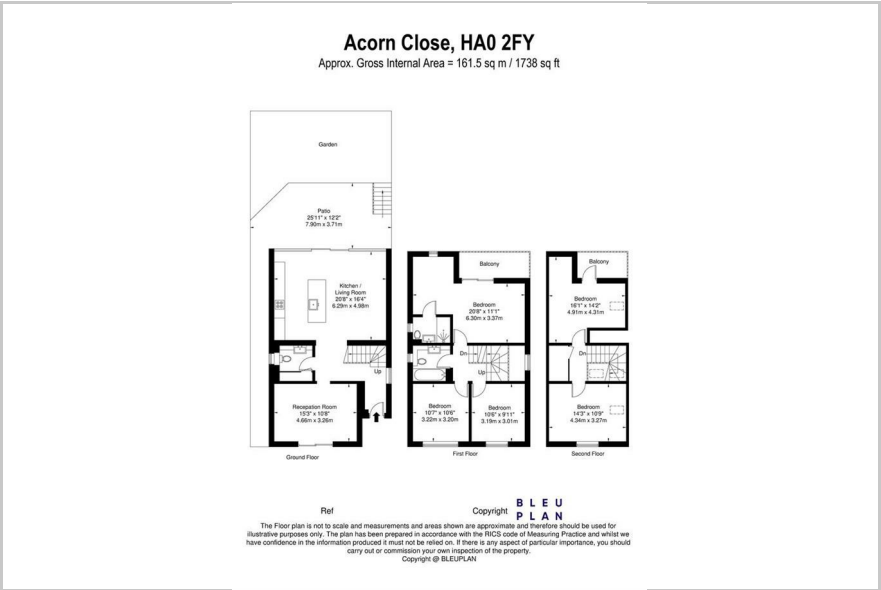 Acorn Close, HA0 2FY
Approx. Gross Internal Area = 161.5 sq m / 1738 sq ft
Garden
Patio
25'11" x 12'2"
7.90m x 3.71m
Kitchen /
Living Room
20'8" x 16'4"
6.29m x 4.98m
Up
Reception Room
15'3" x 10'8"
4.66m x 3.26m
Ground Floor
Balcony
Bedroom
20'8" x 11'1"
6.30m x 3.37m
Dn
Up
Bedroom
10'7" x 10'6"
3.22m x 3.20m
Bedroom
10'6" x 9'11"
3.19m x 3.01m
First Floor
Balcony
Bedroom
16'1" x 14'2"
4.91m x 4.31m
Dn
Bedroom
14'3" x 10'9"
4.34m x 3.27m
Second Floor
Ref
Copyright
BLEU
PLAN
The Floor plan is not to scale and measurements and areas shown are approximate and therefore should be used for
illustrative purposes only. The plan has been prepared in accordance with the RICS code of Measuring Practice and whilst we
have confidence in the information produced it must not be relied on. If there is any aspect of particular importance, you should
carry out or commission your own inspection of the property.
Copyright @ BLEUPLAN